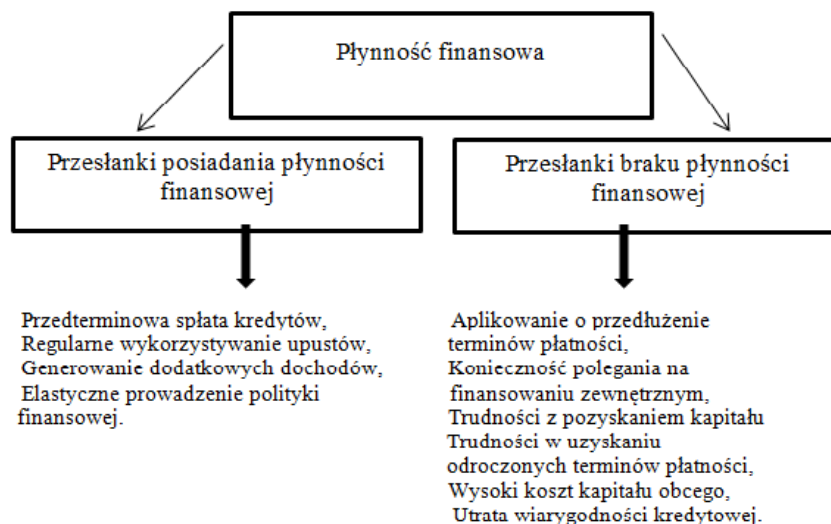 Płynność finansowa
Przesłanki posiadania płynności
finansowej
Przesłanki braku płynności
finansowej
Przedterminowa spłata kredytów,
Regularne wykorzystywanie upustów,
Generowanie dodatkowych dochodów,
Elastyczne prowadzenie polityki
finansowej.
Aplikowanie o przedłużenie
terminów płatności,
Konieczność polegania na
finansowaniu zewnętrznym,
Trudności z pozyskaniem kapitału
Trudności w uzyskaniu
odroczonych terminów płatności,
Wysoki koszt kapitału obcego,
Utrata wiarygodności kredytowej.